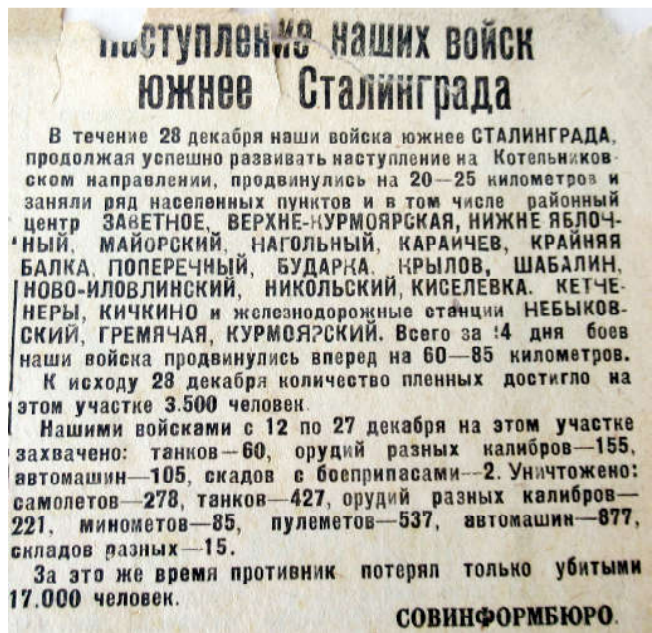 Наступление наших войск
южнее Сталинграда
В течение 28 декабря наши войска южнее СТАЛИНГРАДА,
продолжая успешно развивать наступление на Котельников-
ском направлении, продвинулись на 20—25 километров и
заняли ряд населенных пунктов и в том числе районный
центр ЗАВЕТНОЕ, ВЕРХНЕ-КУРМОЯРСКАЯ, НИЖНЕ ЯБЛОЧ-
НЫЙ, МАЙОРСКИЙ, НАГОЛЬНЫЙ, КАРАИЧЕВ, КРАЙНЯЯ
БАЛКА, ПОПЕРЕЧНЫЙ, БУДАРКА, КРЫЛОВ, ШАБАЛИН,
НОВО-ИЛОВЛИНСКИЙ, НИКОЛЬСКИЙ, КИСЕЛЕВКА, КЕТЧЕ-
НЕРЫ, КИЧКИНО и железнодорожные станции НЕБЫКОВ-
СКИЙ, ГРЕМЯЧАЯ, КУРМОЯРСКИЙ. Всего за 4 дня боев
наши войска продвинулись вперед на 60—85 километров.
К исходу 28 декабря количество пленных достигло на
этом участке 3.500 человек.
Нашими войсками с 12 по 27 декабря на этом участке
захвачено: танков—60, орудий разных калибров—155,
автомашин—105, скадов с боеприпасами—2. Уничтожено:
самолетов—278, танков—427, орудий разных калибров—
221, минометов—85, пулеметов—537, автомашин—877,
складов разных—15.
За это же время противник потерял только убитыми
17.000 человек.
СОВИНФОРМБЮРО.